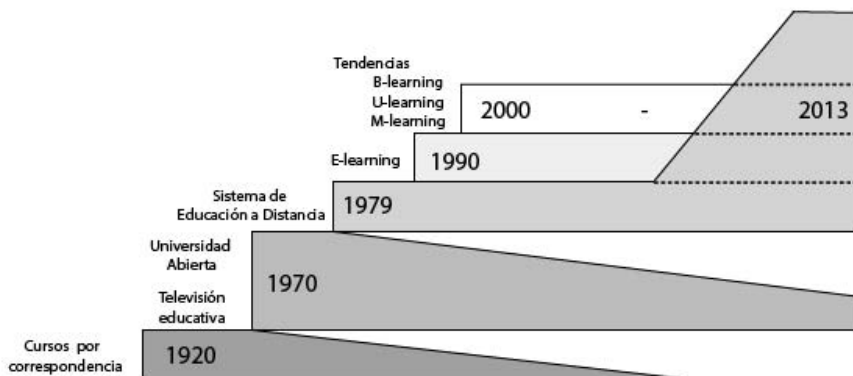 Tendencias
B-learning
U-learning
M-learning
2000 - 2013
E-learning
1990
Sistema de
Educación a Distancia
1979
Universidad
Abierta
1970
Televisión
educativa
Cursos por
correspondencia
1920